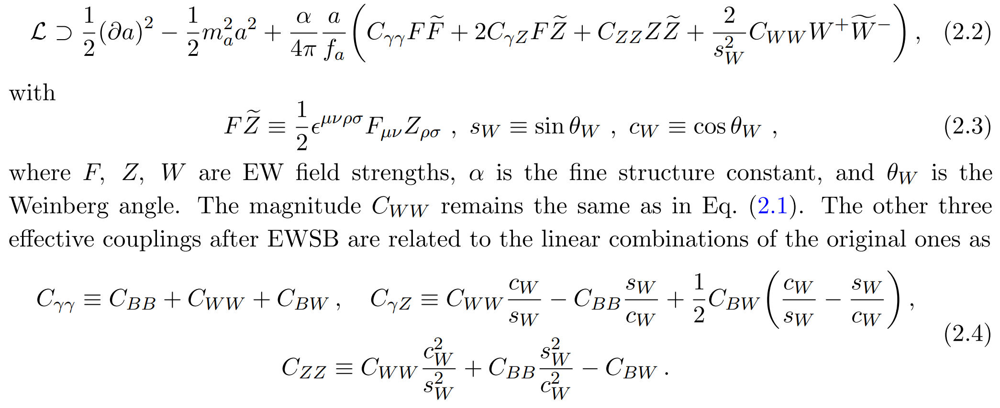 $\mathcal{L} \supset \frac{1}{2}(\partial a)^2 - \frac{1}{2}m_a^2 a^2 + \frac{\alpha}{4\pi}\frac{a}{f_a}\left(C_{\gamma\gamma}F\widetilde{F} + 2C_{\gamma Z}F\widetilde{Z} + C_{ZZ}Z\widetilde{Z} + \frac{2}{s_W^2}C_{WW}W^+\widetilde{W}^-\right),$ (2.2)
with
$F\widetilde{Z} \equiv \frac{1}{2}\epsilon^{\mu\nu\rho\sigma}F_{\mu\nu}Z_{\rho\sigma}\ ,\ s_W \equiv \sin\theta_W\ ,\ c_W \equiv \cos\theta_W\ ,$ (2.3)
where $F$, $Z$, $W$ are EW field strengths, $\alpha$ is the fine structure constant, and $\theta_W$ is the
Weinberg angle. The magnitude $C_{WW}$ remains the same as in Eq. (2.1). The other three
effective couplings after EWSB are related to the linear combinations of the original ones as
$C_{\gamma\gamma} \equiv C_{BB} + C_{WW} + C_{BW}\,,\quad C_{\gamma Z} \equiv C_{WW}\frac{c_W}{s_W} - C_{BB}\frac{s_W}{c_W} + \frac{1}{2}C_{BW}\left(\frac{c_W}{s_W} - \frac{s_W}{c_W}\right),$
$C_{ZZ} \equiv C_{WW}\frac{c_W^2}{s_W^2} + C_{BB}\frac{s_W^2}{c_W^2} - C_{BW}\,.$ (2.4)